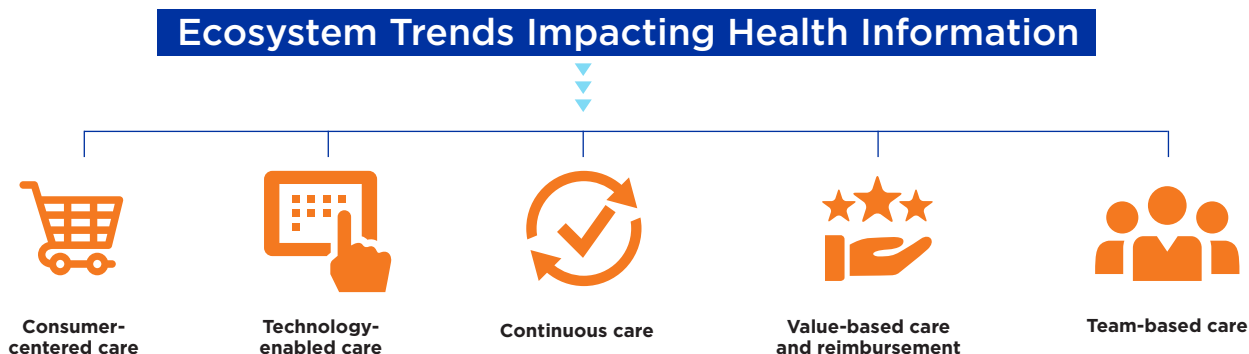 Ecosystem Trends Impacting Health Information
Consumer-
centered care
Technology-
enabled care
Continuous care
Value-based care
and reimbursement
Team-based care